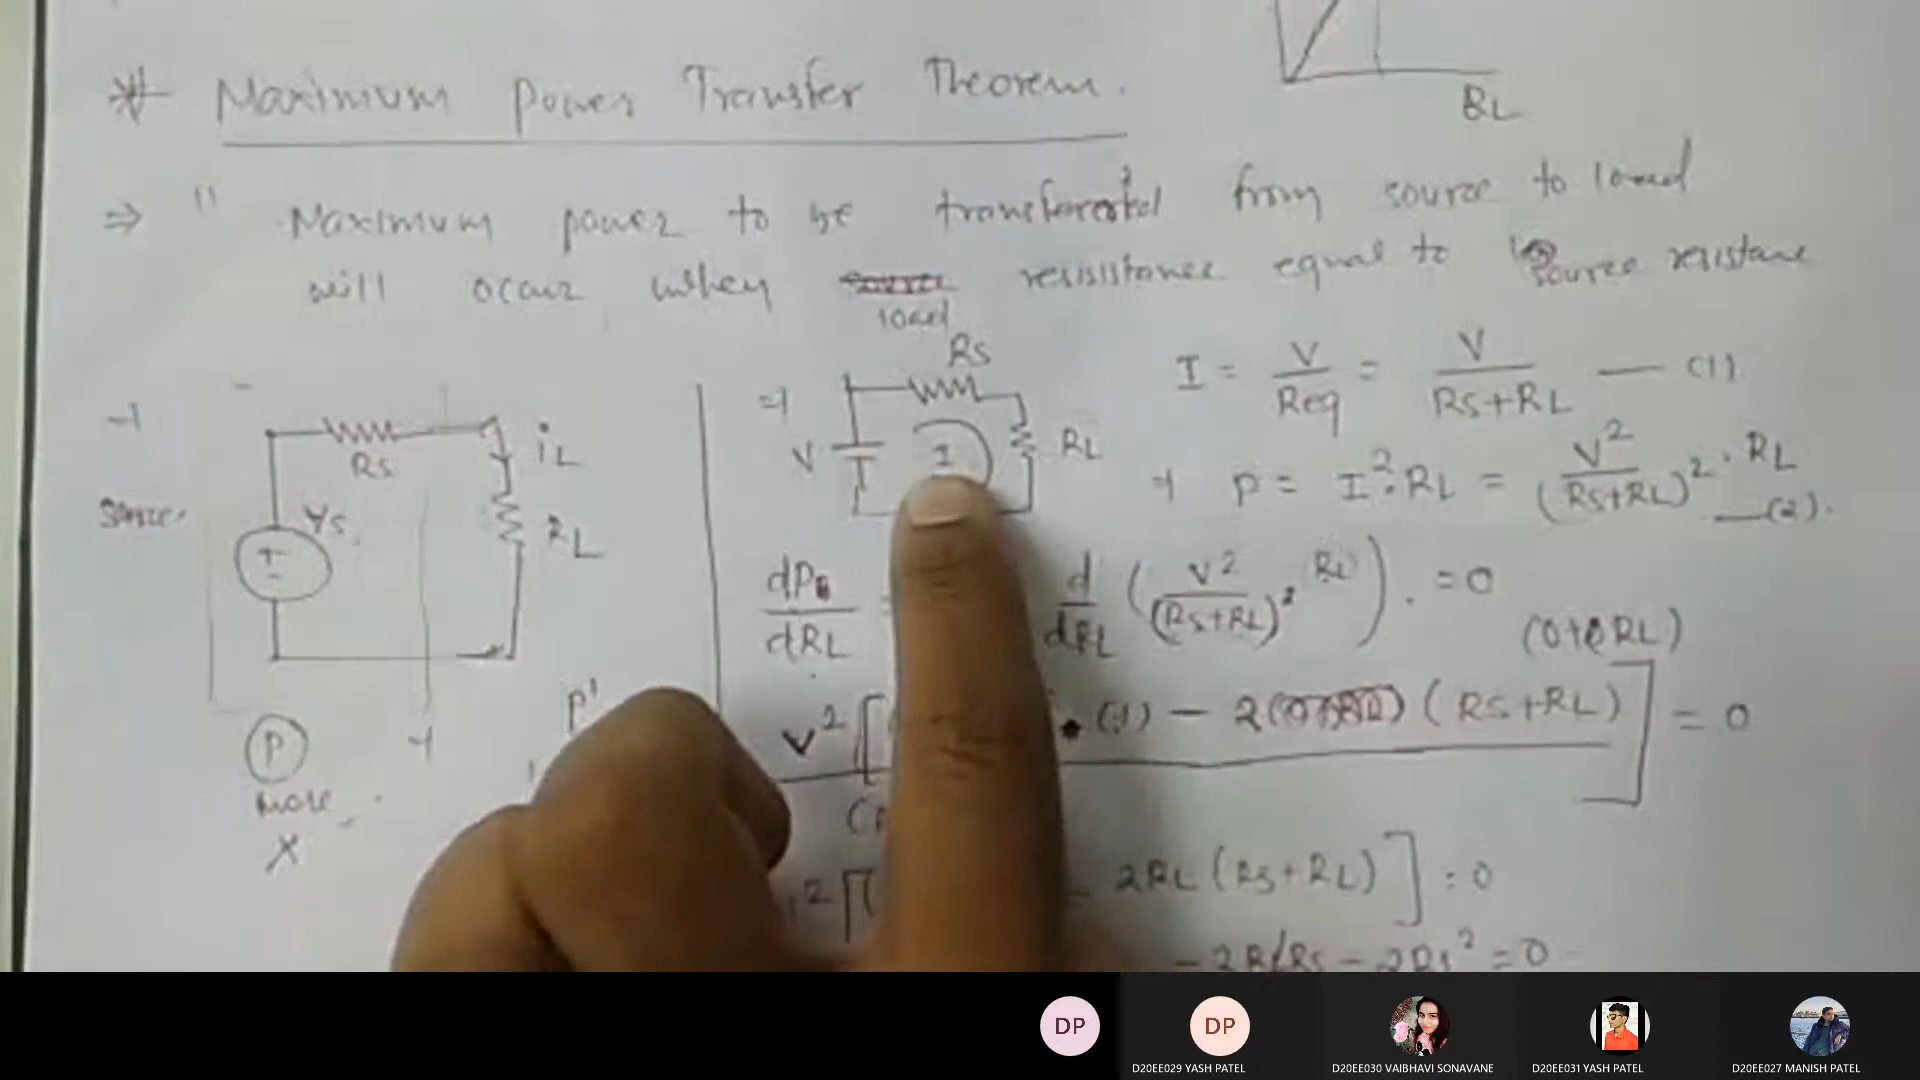 RL
* Maximum power Transfer Theorem.
⇒ " Maximum power to be transferred from source to load
will occur when load resisistance equal to source resistance
Rs
I = V/Req = V/(Rs+RL) — (1)
Rs
iL
V
I
RL
Vs
+
-
RL
P = I².RL = V²/(Rs+RL)² . RL —(2).
dP/dRL = d/dRL ( V²/(Rs+RL)² RL ). = 0
(0+ RL)
P'
V² [ .(1) - 2 (Rs+RL) ] = 0
P
more
X
2RL (Rs+RL) ] = 0
= 0
DP
DP
D20EE029 YASH PATEL
D20EE030 VAIBHAVI SONAVANE
D20EE031 YASH PATEL
D20EE027 MANISH PATEL